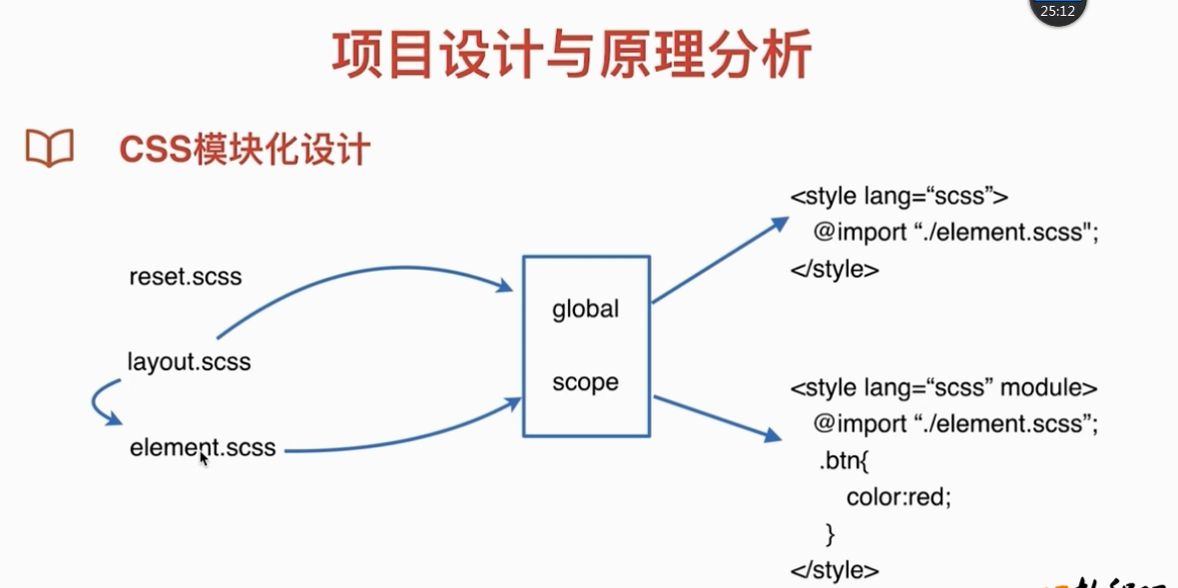 25:12
项目设计与原理分析
CSS模块化设计
reset.scss
layout.scss
element.scss
global
scope
<style lang=“scss”>
@import “./element.scss";
</style>
<style lang=“scss” module>
@import “./element.scss”;
.btn{
color:red;
}
</style>